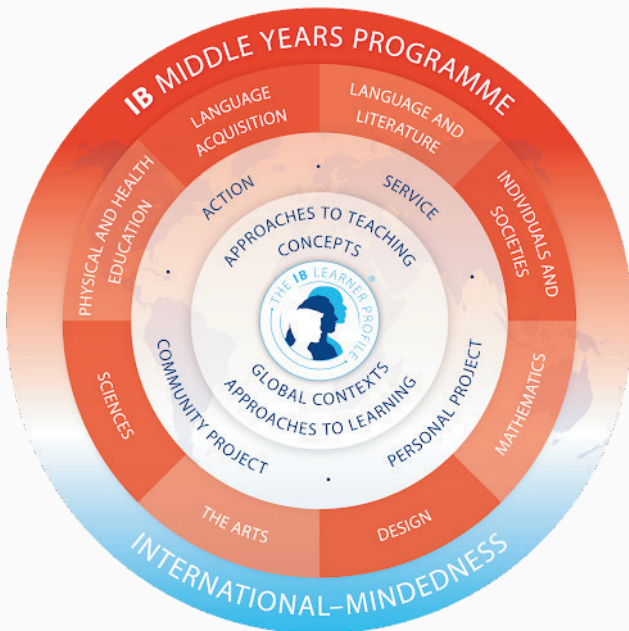 IB MIDDLE YEARS PROGRAMME
LANGUAGE
ACQUISITION
LANGUAGE AND
LITERATURE
INDIVIDUALS AND
SOCIETIES
MATHEMATICS
DESIGN
THE ARTS
SCIENCES
PHYSICAL AND HEALTH
EDUCATION
ACTION
SERVICE
PERSONAL PROJECT
COMMUNITY PROJECT
APPROACHES TO TEACHING
CONCEPTS
THE IB LEARNER PROFILE®
GLOBAL CONTEXTS
APPROACHES TO LEARNING
INTERNATIONAL–MINDEDNESS